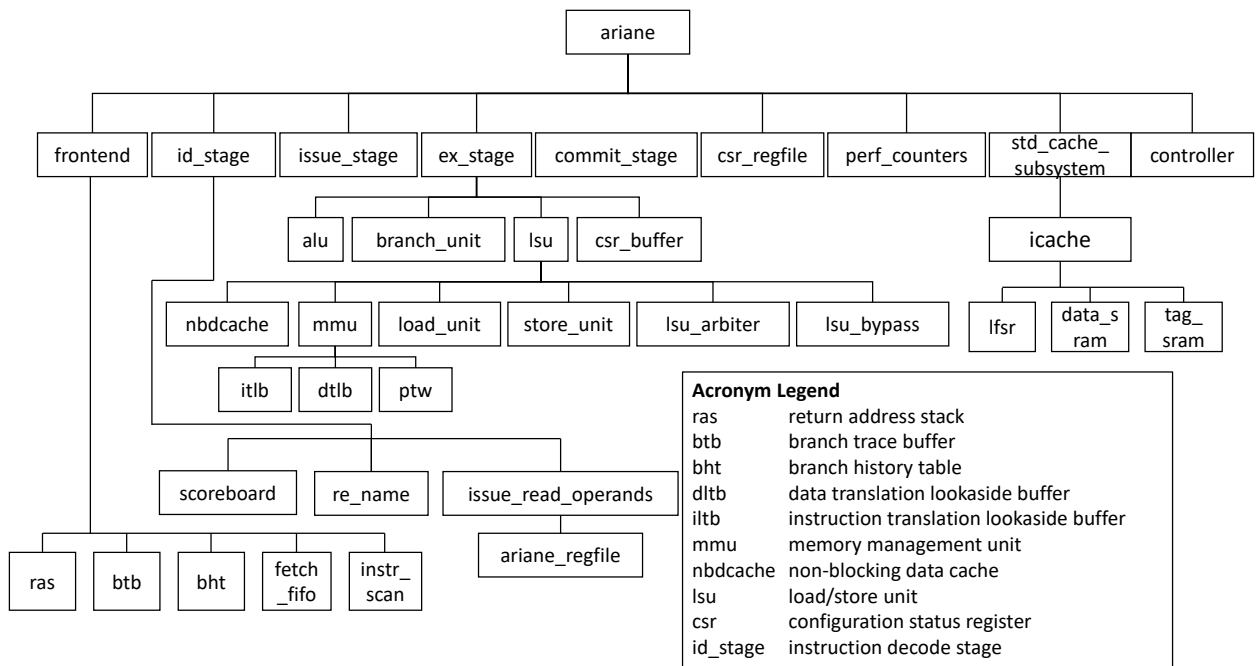 ariane
frontend
id_stage
issue_stage
ex_stage
commit_stage
csr_regfile
perf_counters
std_cache_
subsystem
controller
alu
branch_unit
lsu
csr_buffer
icache
nbdcache
mmu
load_unit
store_unit
lsu_arbiter
lsu_bypass
lfsr
data_s
ram
tag_
sram
itlb
dtlb
ptw
scoreboard
re_name
issue_read_operands
ariane_regfile
ras
btb
bht
fetch
_fifo
instr_
scan
Acronym Legend
ras return address stack
btb branch trace buffer
bht branch history table
dltb data translation lookaside buffer
iltb instruction translation lookaside buffer
mmu memory management unit
nbdcache non-blocking data cache
lsu load/store unit
csr configuration status register
id_stage instruction decode stage